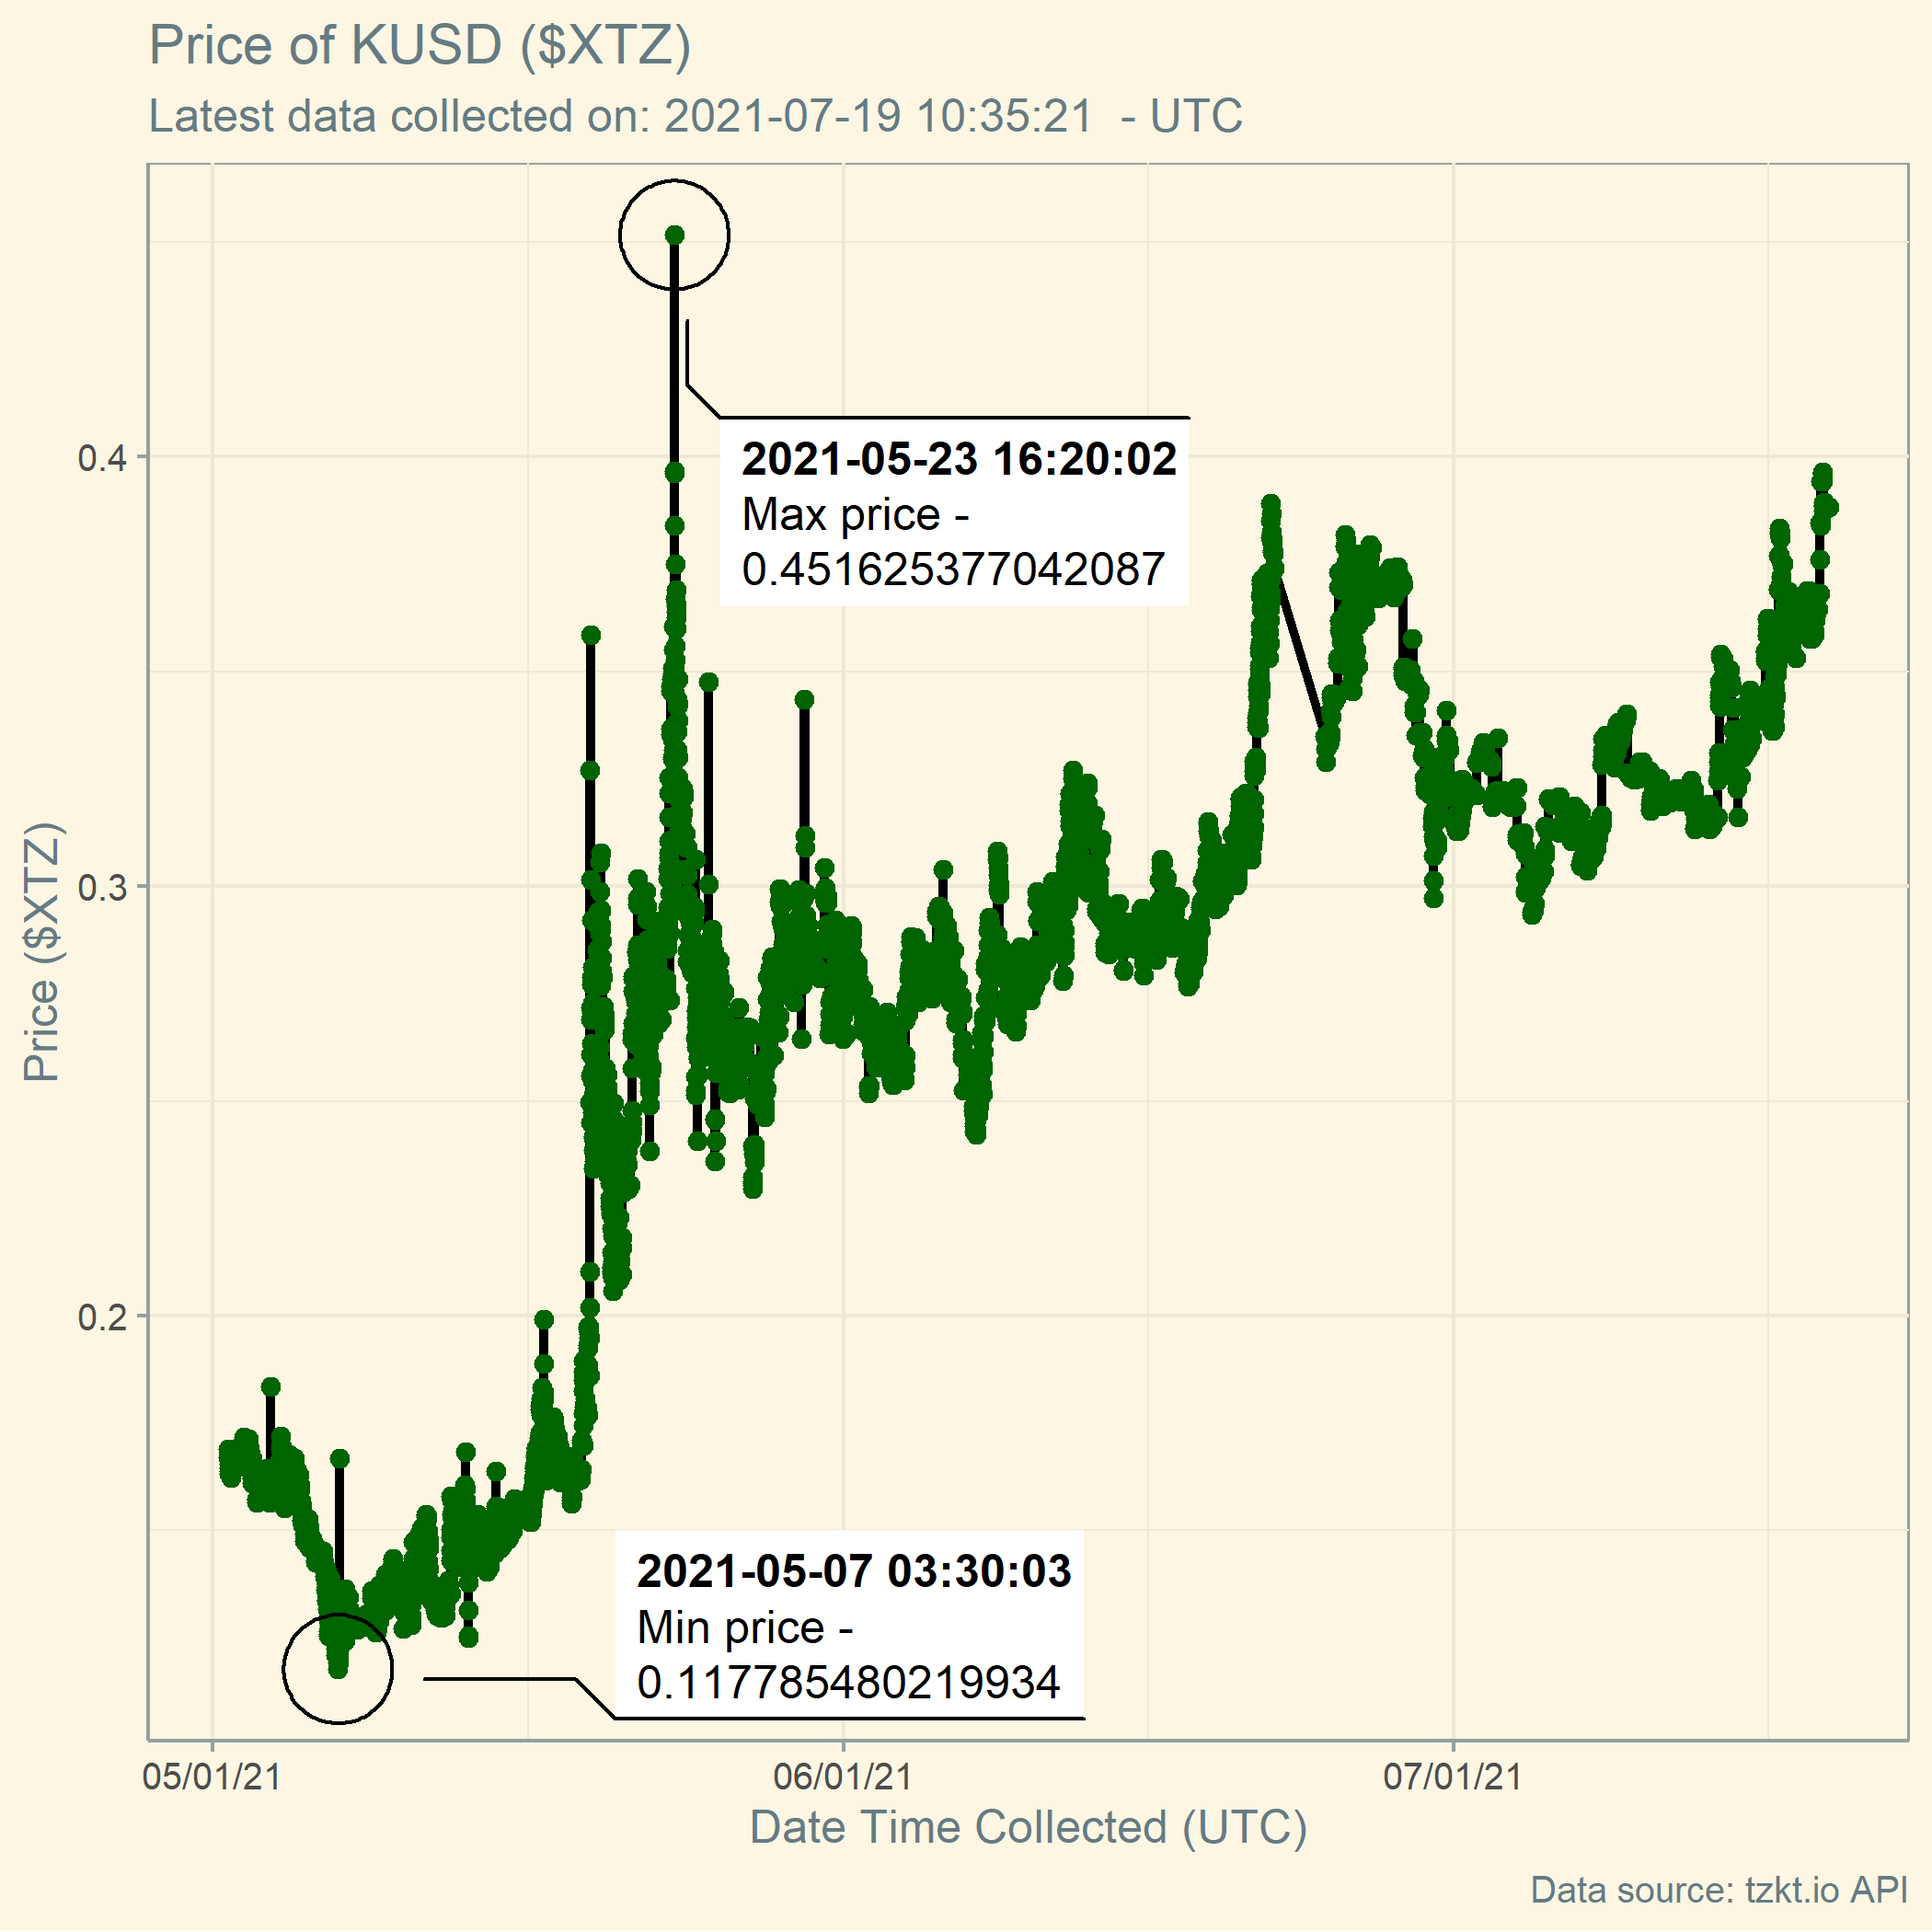 Price of KUSD ($XTZ)
Latest data collected on: 2021-07-19 10:35:21  - UTC
2021-05-23 16:20:02
Max price -
0.451625377042087
0.4
0.3
0.2
Price ($XTZ)
2021-05-07 03:30:03
Min price -
0.117785480219934
05/01/21
06/01/21
07/01/21
Date Time Collected (UTC)
Data source: tzkt.io API